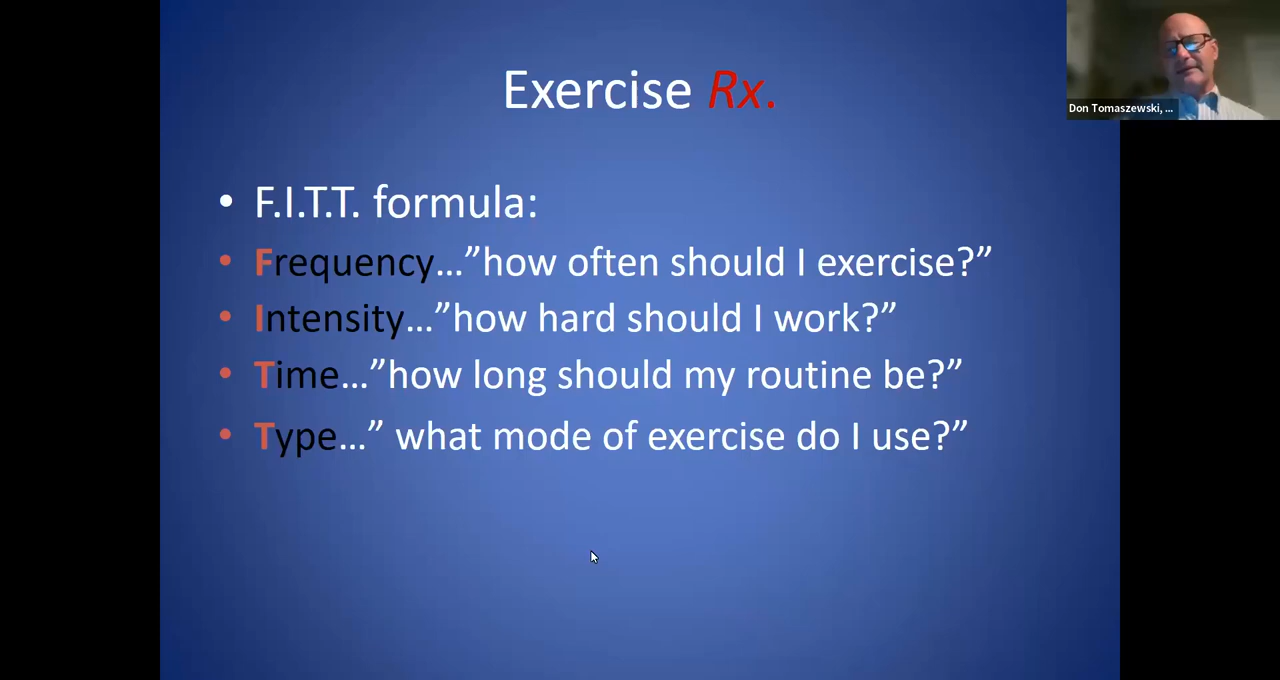 Exercise Rx.
Don Tomaszewski, ...
• F.I.T.T. formula:
• Frequency…”how often should I exercise?”
• Intensity…”how hard should I work?”
• Time…”how long should my routine be?”
• Type…” what mode of exercise do I use?”